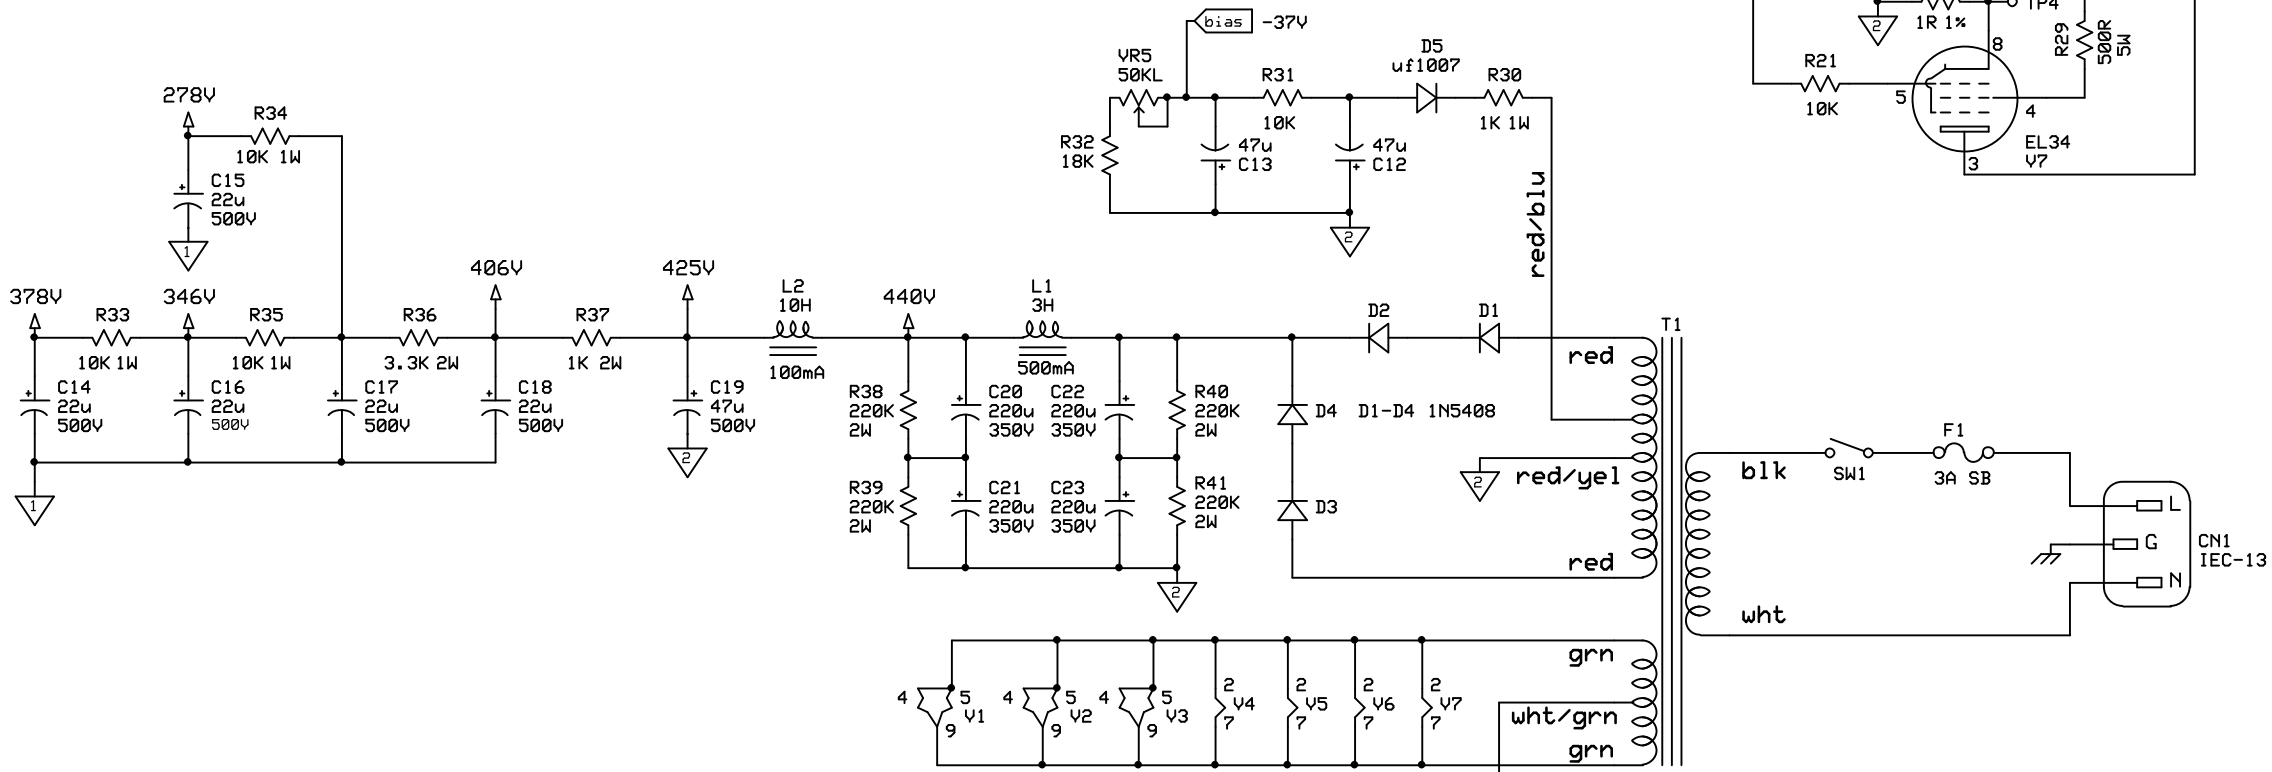 bias -37V
TP4
2
1R 1%
R29
500R
5W
8
R21
10K
5
4
EL34
V7
3
VR5
50KL
R31
10K
D5
uf1007
R30
1K 1W
R32
18K
47u
C13
47u
C12
2
red/blu
278V
R34
10K 1W
C15
22u
500V
1
378V
R33
10K 1W
346V
R35
10K 1W
R36
3.3K 2W
406V
R37
1K 2W
425V
L2
10H
100mA
440V
L1
3H
500mA
D2
D1
T1
red
C14
22u
500V
C16
22u
500V
C17
22u
500V
C18
22u
500V
C19
47u
500V
2
1
R38
220K
2W
C20
220u
350V
C22
220u
350V
R40
220K
2W
D4
D1-D4 1N5408
R39
220K
2W
C21
220u
350V
C23
220u
350V
R41
220K
2W
D3
2
2
red/yel
red
blk
SW1
F1
3A SB
L
G
N
CN1
IEC-13
wht
grn
4 5 V1 9
4 5 V2 9
4 5 V3 9
2 V4 7
2 V5 7
2 V6 7
2 V7 7
wht/grn
grn